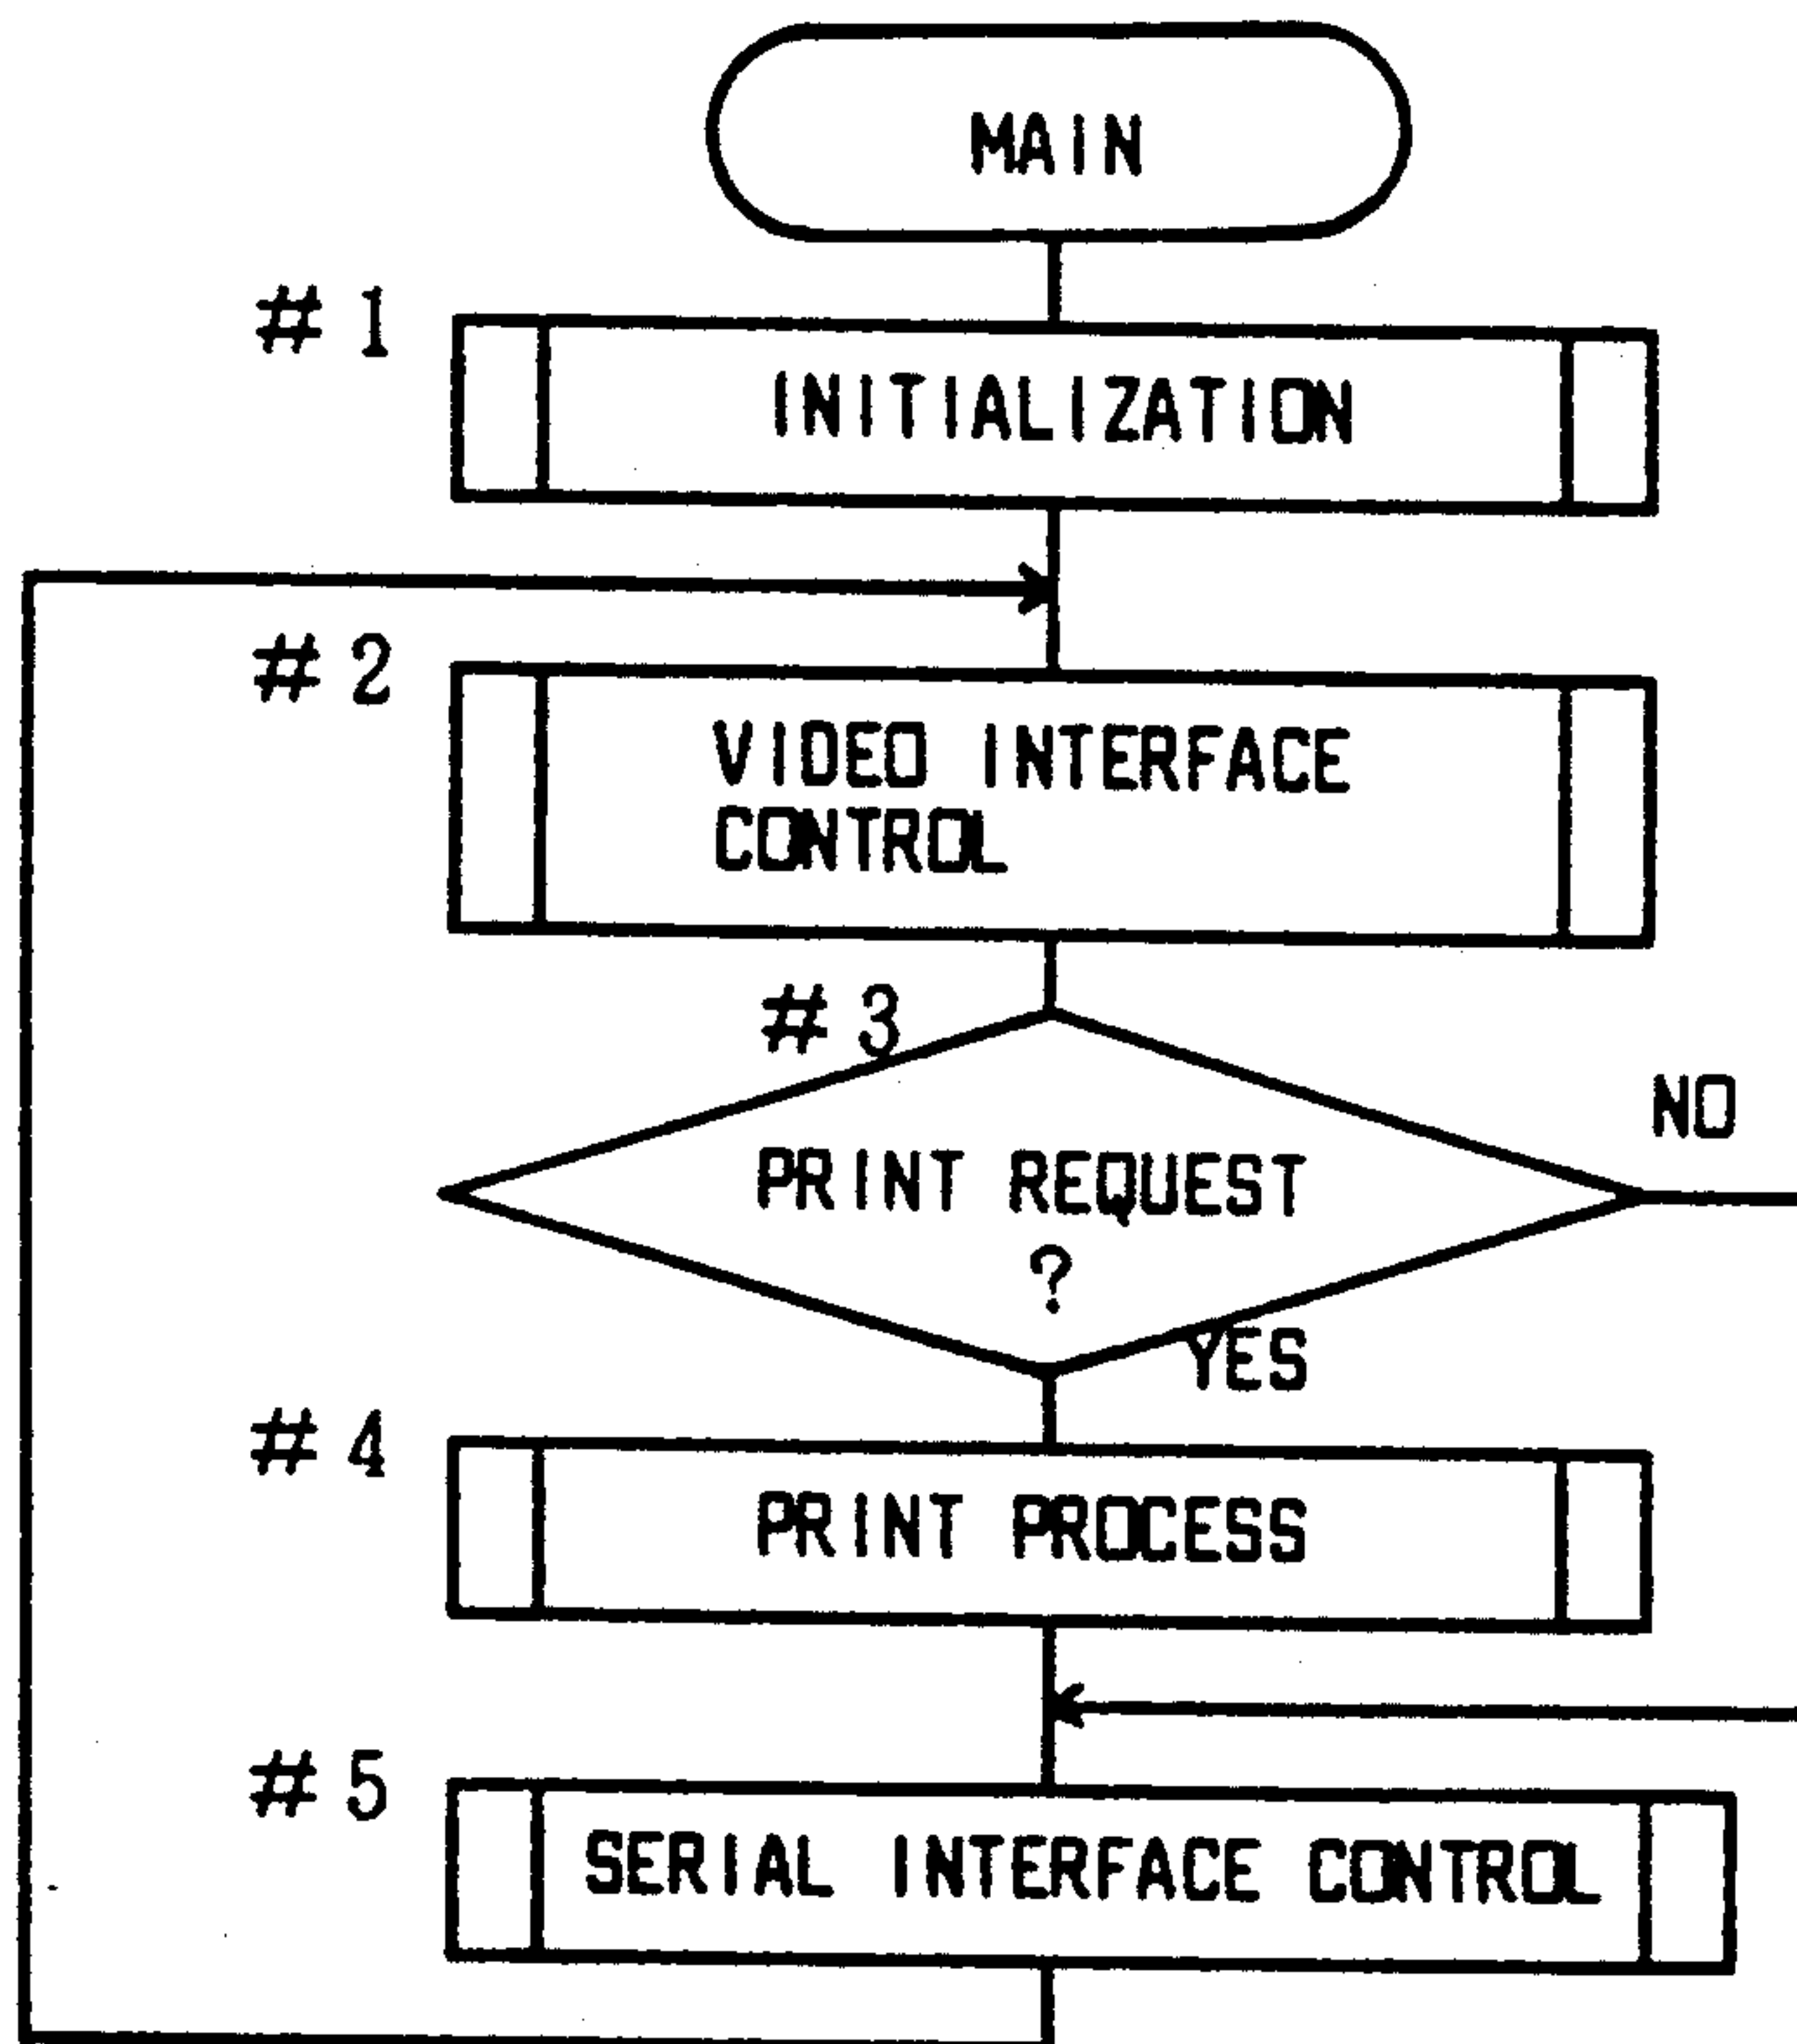 MAIN
# 1
INITIALIZATION
# 2
VIDEO INTERFACE
CONTROL
# 3
NO
PRINT REQUEST
?
YES
# 4
PRINT PROCESS
# 5
SERIAL INTERFACE CONTROL